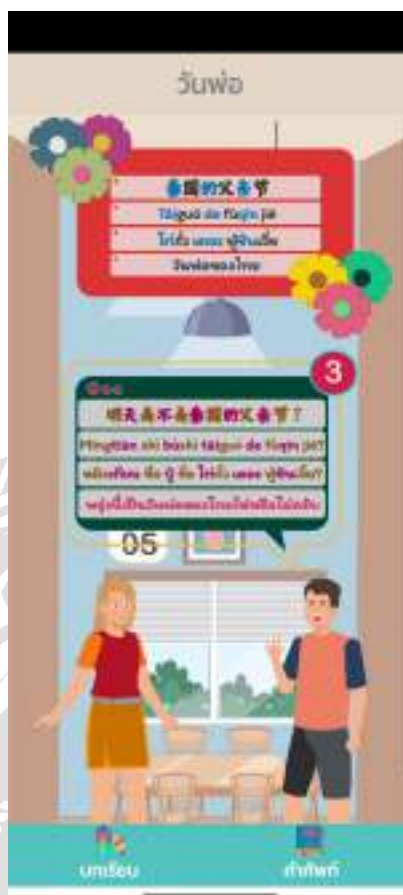 วันพ่อ
泰国的父亲节
Tàiguó de fùqīn jié
วันพ่อของไทย
3
明天是不是泰国的父亲节?
Míngtiān shì búshì tàiguó de fùqīn jié?
05
บทเรียน
คำศัพท์